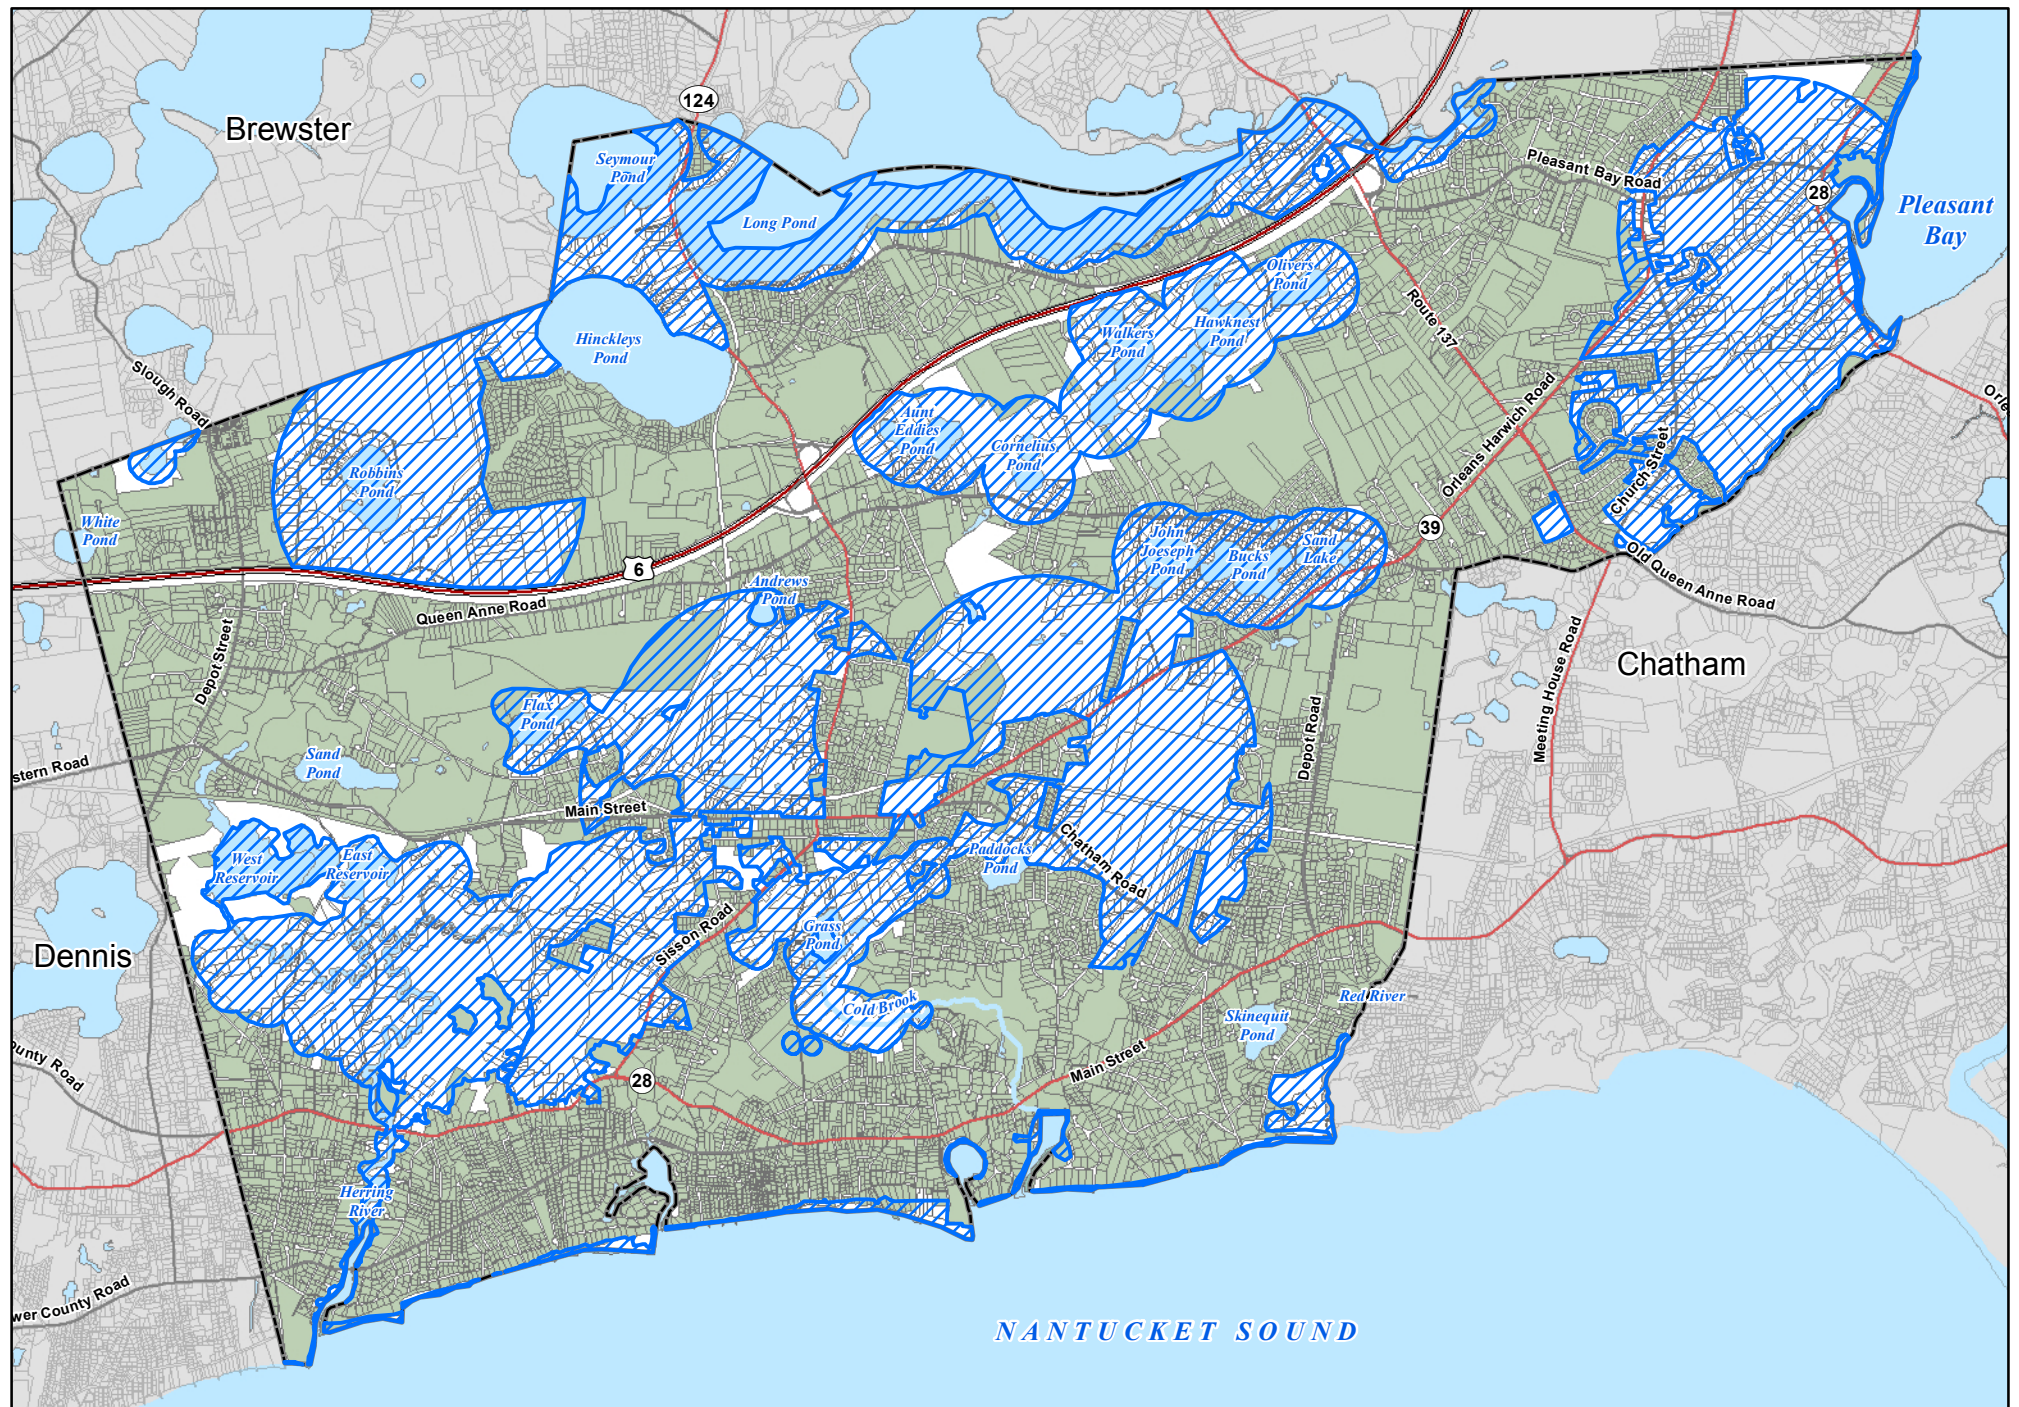 124
Brewster
Seymour
Pond
Long Pond
Pleasant Bay Road
28
Pleasant
Bay
Olivers
Pond
Hawknest
Pond
Walkers
Pond
Route 137
Hinckleys
Pond
Slough Road
Aunt
Eddies
Pond
Cornelius
Pond
Orleans Harwich Road
Church Street
Orle
Robbins
Pond
White
Pond
39
John
Joeseph
Pond
Bucks
Pond
Sand
Lake
Old Queen Anne Road
6
Andrews
Pond
Queen Anne Road
Depot Street
Meeting House Road
Chatham
Flax
Pond
Sand
Pond
Depot Road
stern Road
Main Street
West
Reservoir
East
Reservoir
Paddocks
Pond
Chatham Road
Dennis
Sisson Road
Grass
Pond
Cold Brook
Red River
Skinequit
Pond
ounty Road
28
Main Street
Herring
River
wer County Road
NANTUCKET SOUND